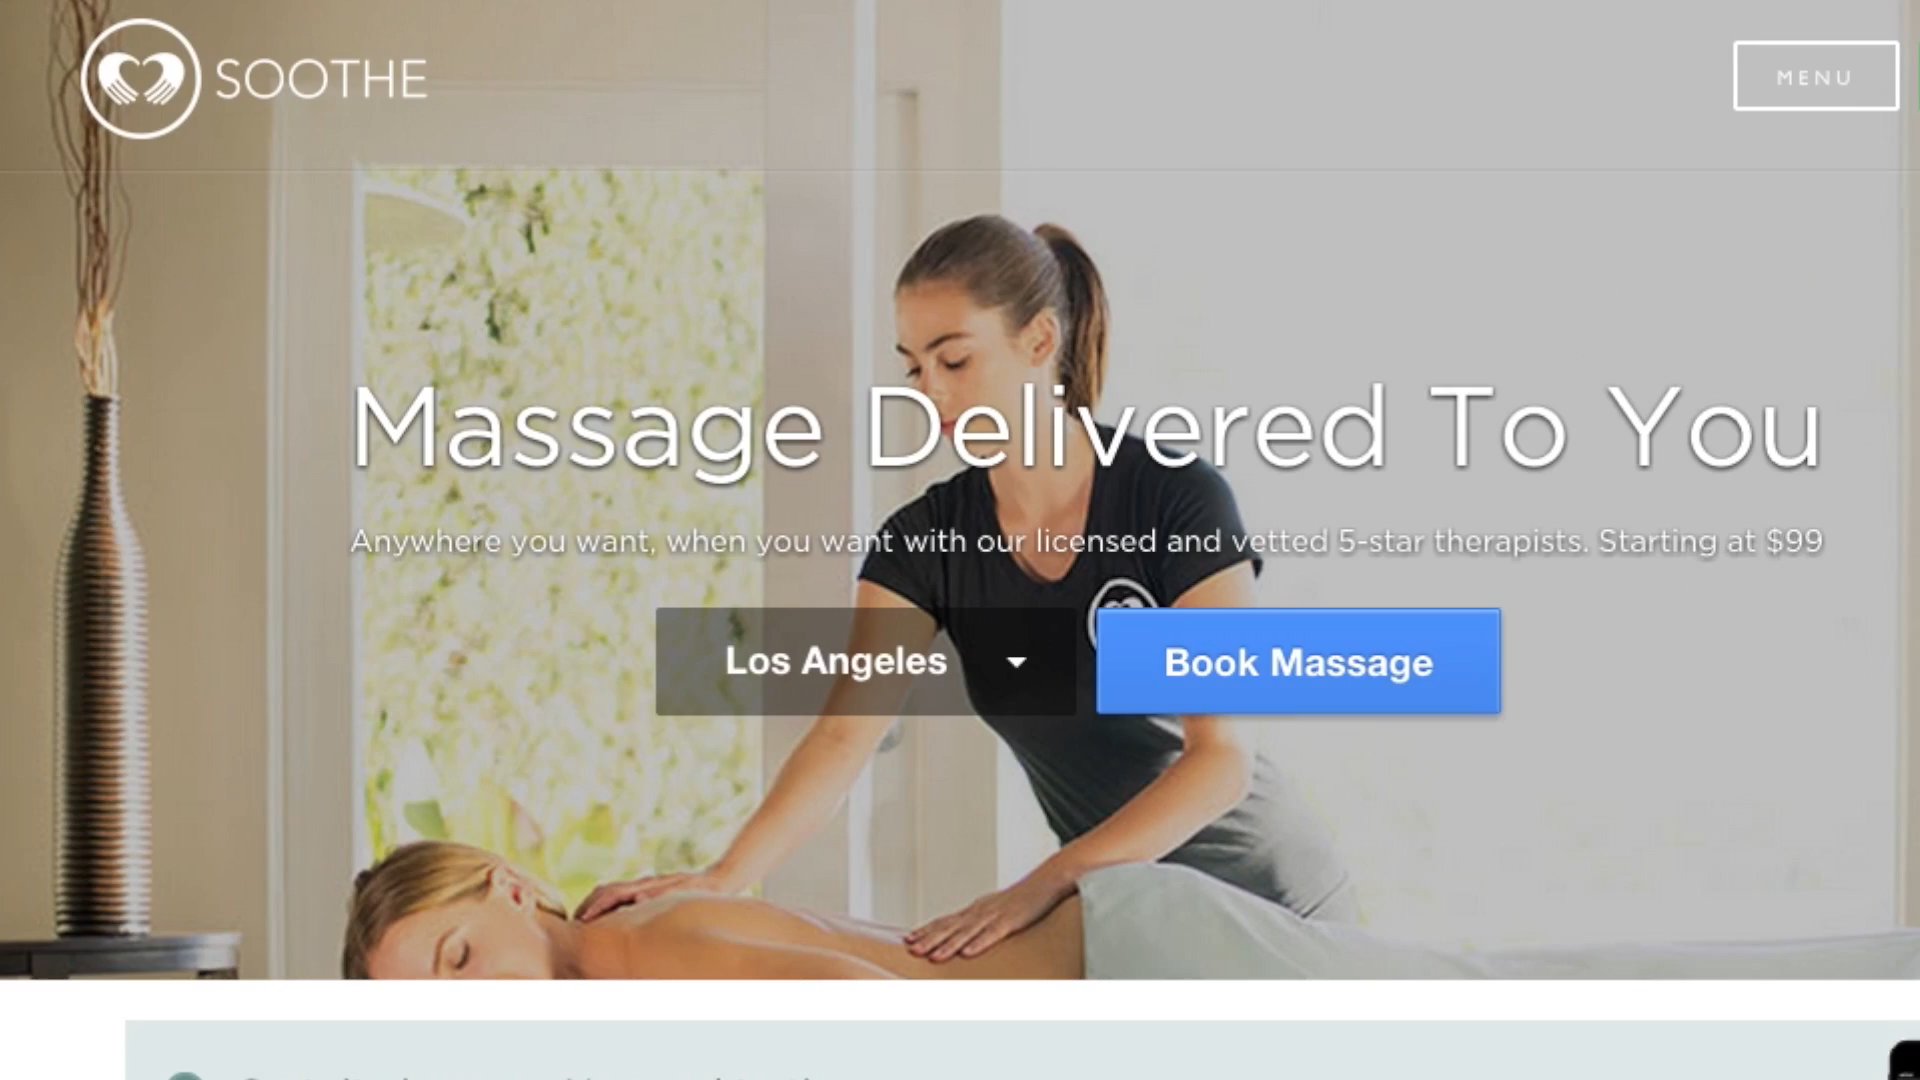 SOOTHE
MENU
Massage Delivered To You
Anywhere you want, when you want with our licensed and vetted 5-star therapists. Starting at $99
Los Angeles
Book Massage